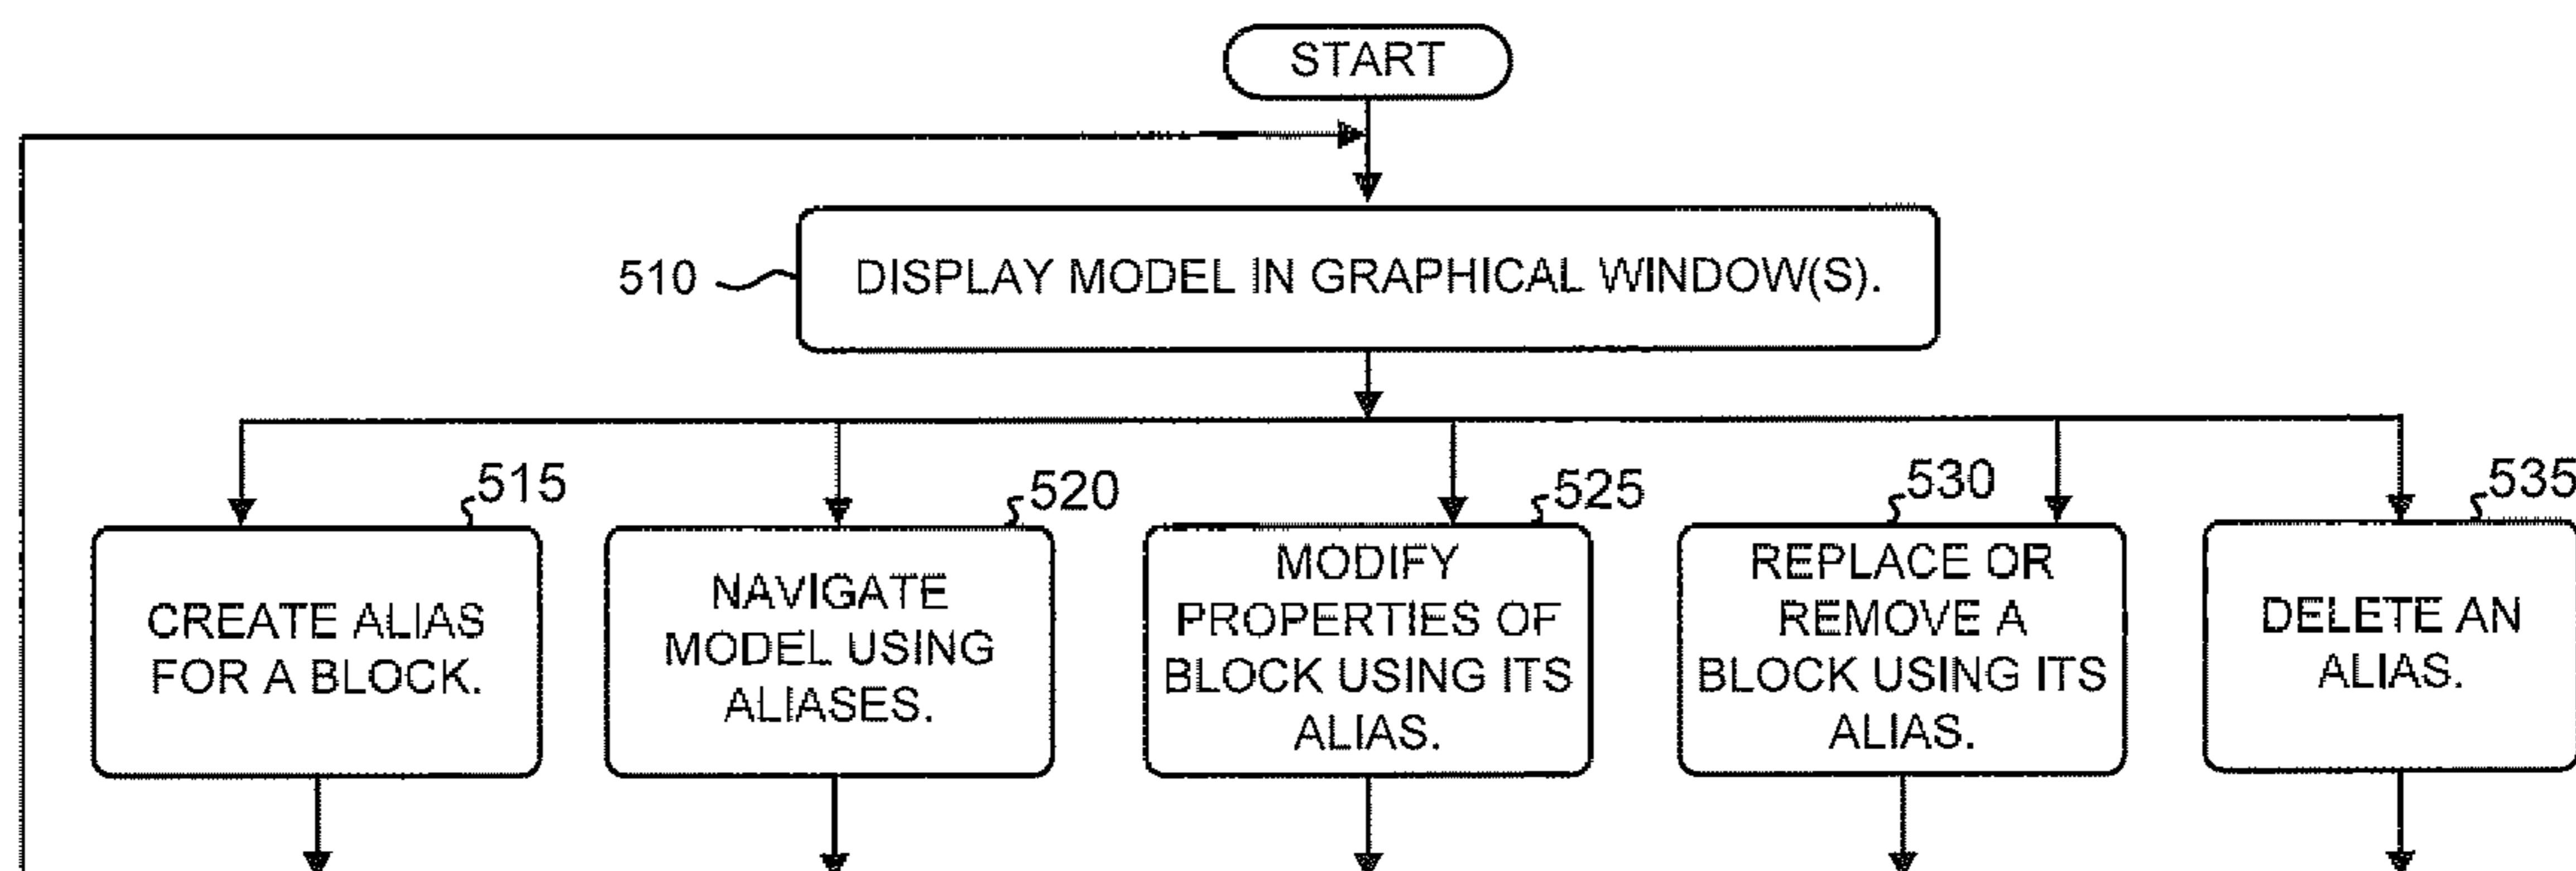 START
510
DISPLAY MODEL IN GRAPHICAL WINDOW(S).
515
CREATE ALIAS
FOR A BLOCK.
520
NAVIGATE
MODEL USING
ALIASES.
525
MODIFY
PROPERTIES OF
BLOCK USING ITS
ALIAS.
530
REPLACE OR
REMOVE A
BLOCK USING ITS
ALIAS.
535
DELETE AN
ALIAS.